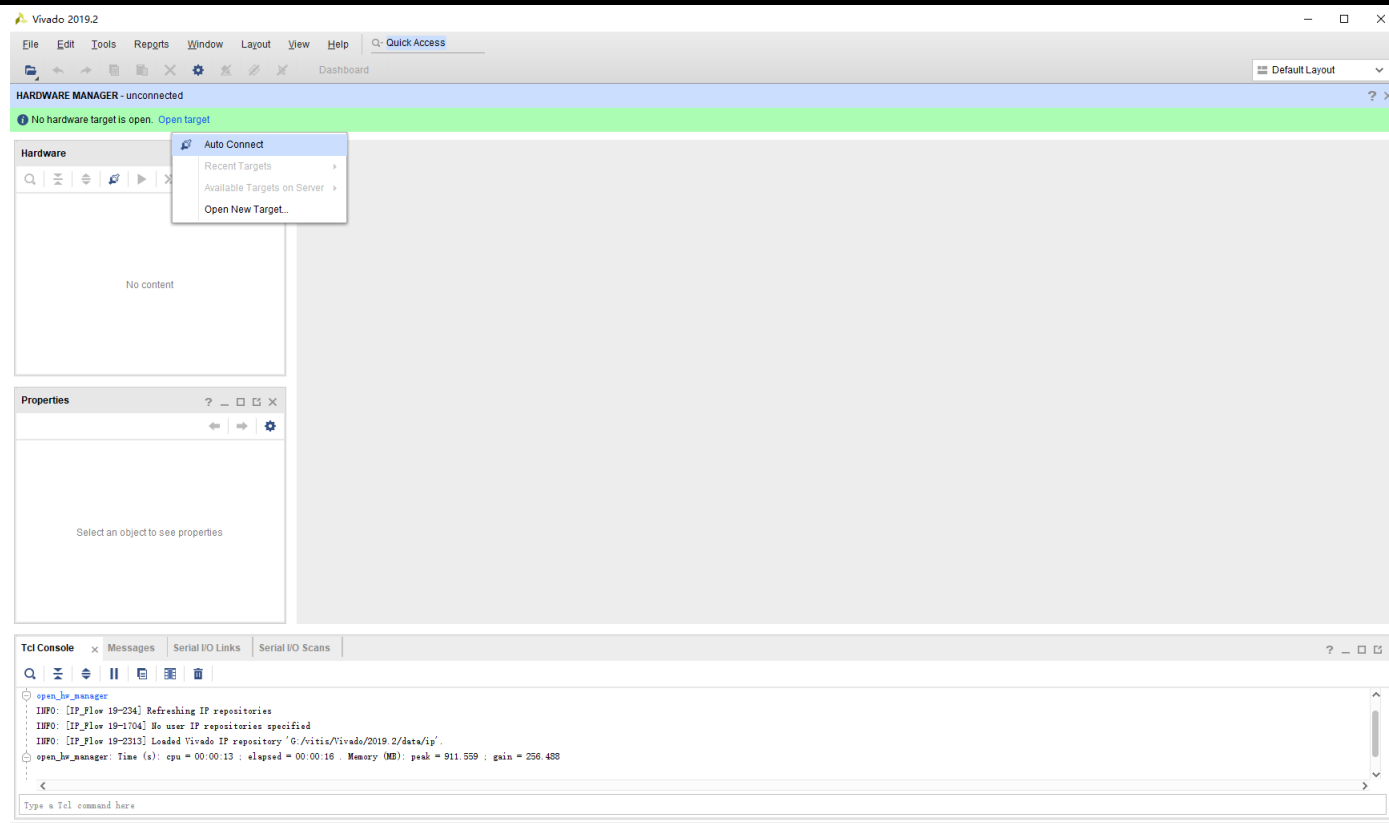 Vivado 2019.2
File Edit Tools Reports Window Layout View Help Quick Access
Dashboard Default Layout
HARDWARE MANAGER - unconnected
No hardware target is open. Open target
Auto Connect
Recent Targets
Available Targets on Server
Open New Target...
Hardware
No content
Properties
Select an object to see properties
Tcl Console Messages Serial I/O Links Serial I/O Scans
open_hw_manager
INFO: [IP_Flow 19-234] Refreshing IP repositories
INFO: [IP_Flow 19-1704] No user IP repositories specified
INFO: [IP_Flow 19-2313] Loaded Vivado IP repository 'G:/vitis/Vivado/2019.2/data/ip'.
open_hw_manager: Time (s): cpu = 00:00:13 ; elapsed = 00:00:16 . Memory (MB): peak = 911.559 ; gain = 256.488
Type a Tcl command here